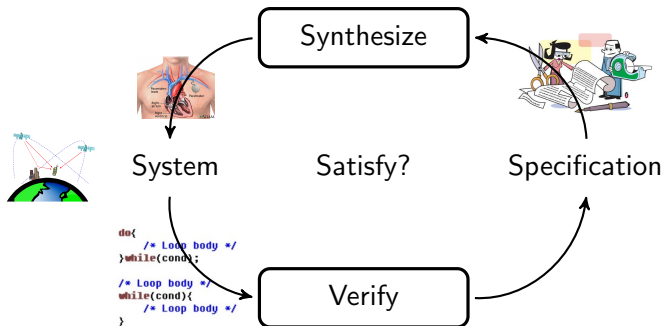 Synthesize
System
Satisfy?
Specification
do{
/* Loop body */
}while(cond);
/* Loop body */
while(cond){
/* Loop body */
}
Verify